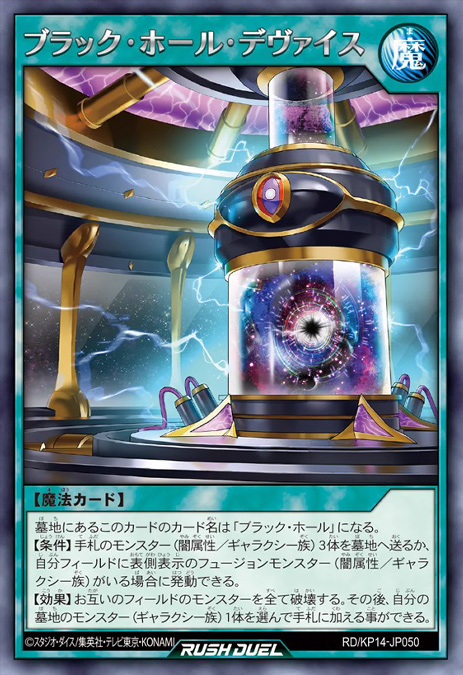 ブラック・ホール・デヴァイス
魔
【魔法カード】
墓地にあるこのカードのカード名は「ブラック・ホール」になる。
【条件】手札のモンスター(闇属性/ギャラクシー族)3体を墓地へ送るか、
自分フィールドに表側表示のフュージョンモンスター(闇属性/ギャラ
クシー族)がいる場合に発動できる。
【効果】お互いのフィールドのモンスターを全て破壊する。その後、自分の
墓地のモンスター(ギャラクシー族)1体を選んで手札に加える事ができる。
©スタジオ・ダイス/集英社・テレビ東京・KONAMI
RUSH DUEL
RD/KP14-JP050